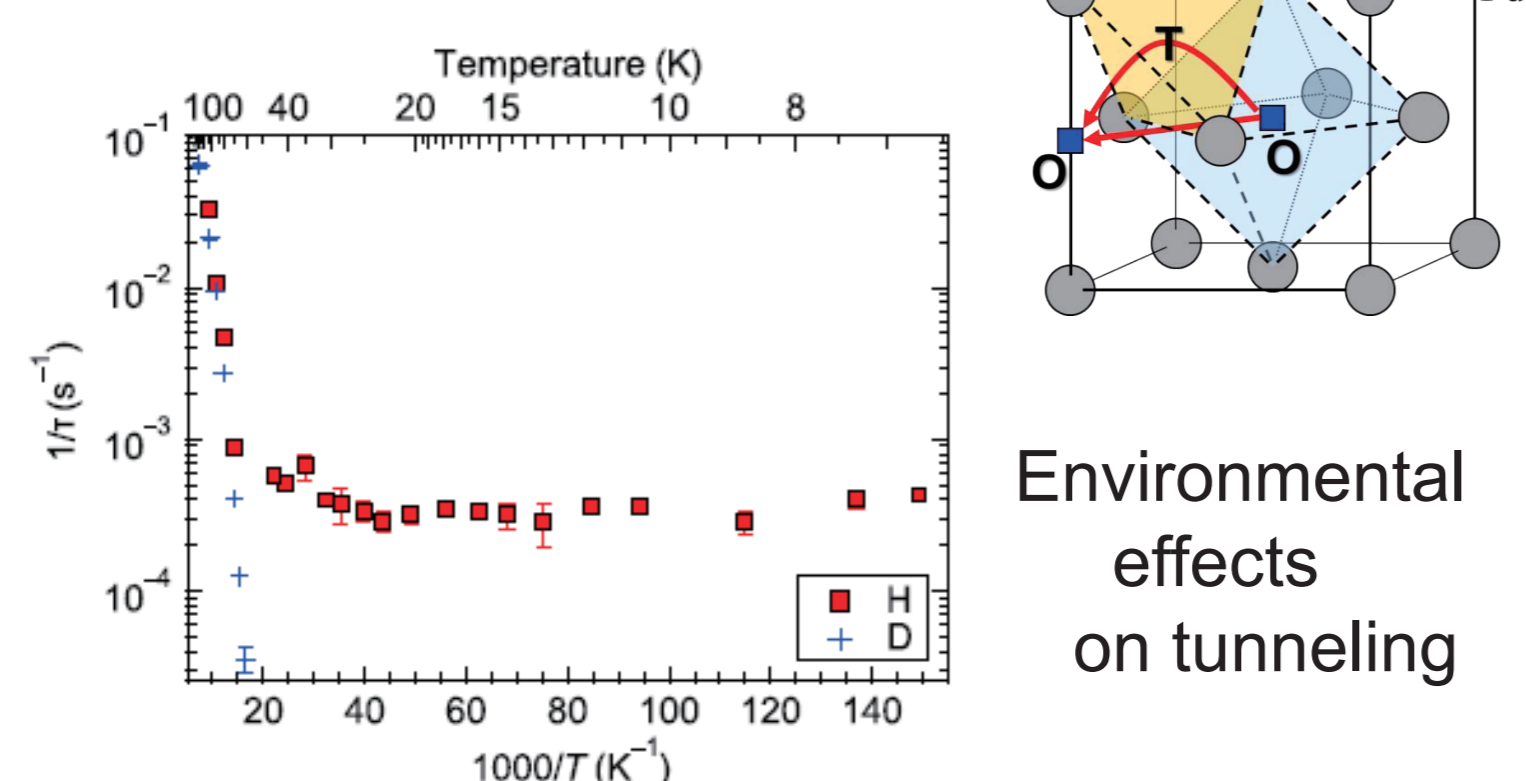 Temperature (K)
100 40 20 15 10 8
10⁻¹
10⁻²
10⁻³
10⁻⁴
1/τ (s⁻¹)
H
D
20 40 60 80 100 120 140
1000/T (K⁻¹)
T
O
O
Environmental
effects
on tunneling